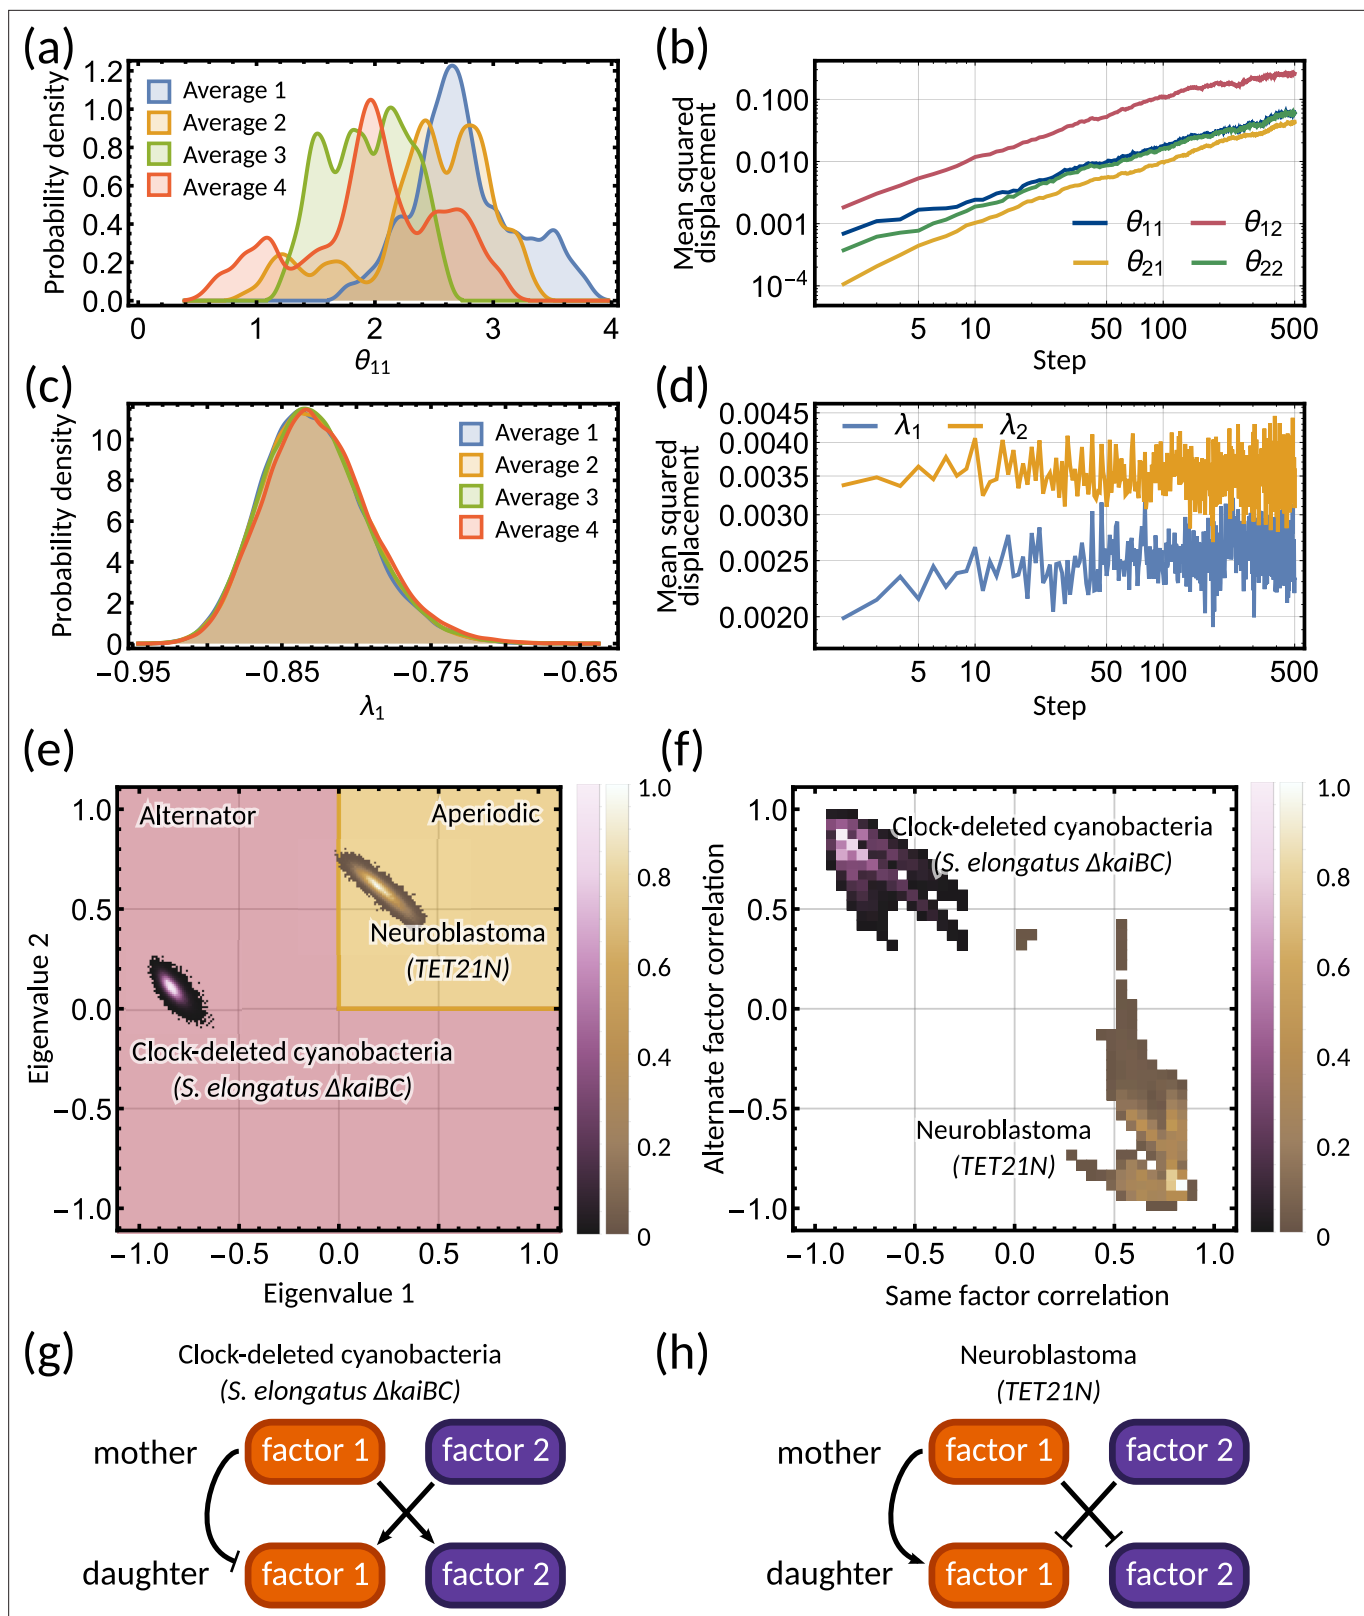 (a)
Probability density
1.2
1.0
0.8
0.6
0.4
0.2
0.0
Average 1
Average 2
Average 3
Average 4
0 1 2 3 4
θ11
(b)
Mean squared
displacement
0.100
0.010
0.001
10−4
θ11 θ12
θ21 θ22
5 10 50 100 500
Step
(c)
Probability density
10
8
6
4
2
0
Average 1
Average 2
Average 3
Average 4
−0.95 −0.85 −0.75 −0.65
λ1
(d)
Mean squared
displacement
0.0045
0.0040
0.0035
0.0030
0.0025
0.0020
λ1 λ2
5 10 50 100 500
Step
(e)
Eigenvalue 2
1.0
0.5
0.0
−0.5
−1.0
Alternator
Aperiodic
Neuroblastoma
(TET21N)
Clock-deleted cyanobacteria
(S. elongatus ΔkaiBC)
−1.0 −0.5 0.0 0.5 1.0
Eigenvalue 1
1.0
0.8
0.6
0.4
0.2
0
(f)
Alternate factor correlation
1.0
0.5
0.0
−0.5
−1.0
Clock-deleted cyanobacteria
(S. elongatus ΔkaiBC)
Neuroblastoma
(TET21N)
−1.0 −0.5 0.0 0.5 1.0
Same factor correlation
1.0
0.8
0.6
0.4
0.2
0
(g)
Clock-deleted cyanobacteria
(S. elongatus ΔkaiBC)
mother factor 1 factor 2
daughter factor 1 factor 2
(h)
Neuroblastoma
(TET21N)
mother factor 1 factor 2
daughter factor 1 factor 2